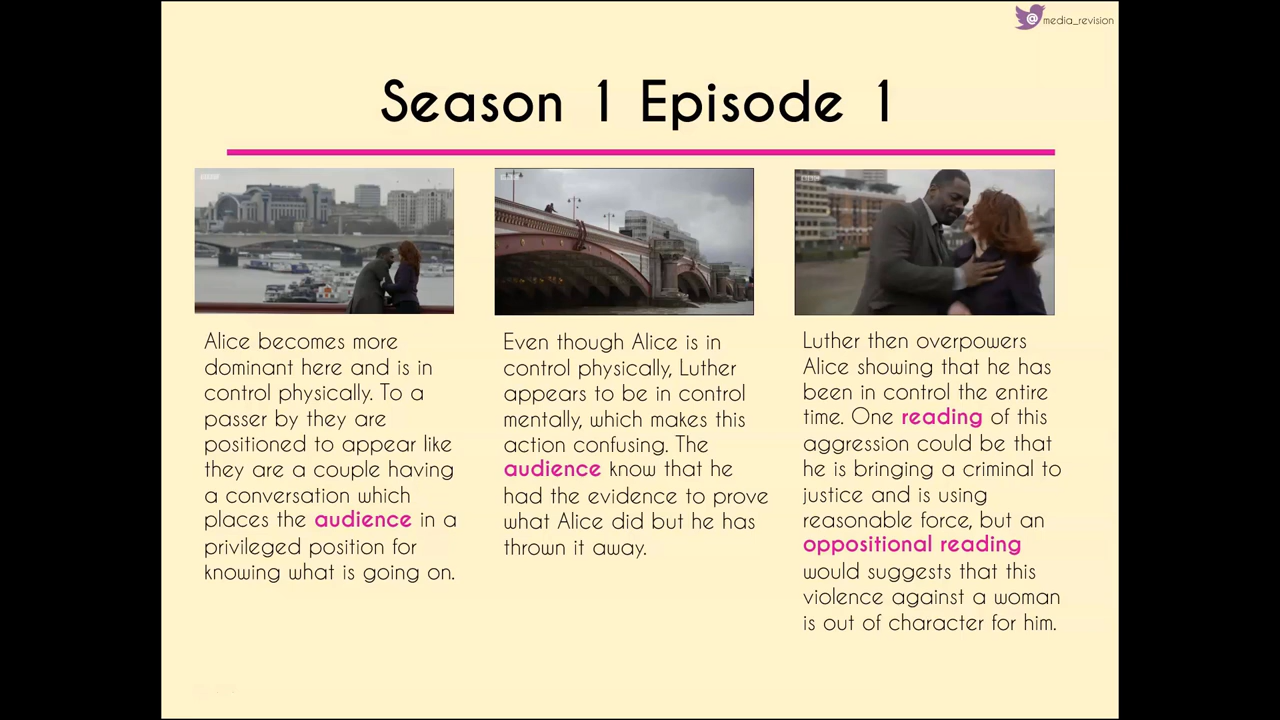 @media_revision
Season 1 Episode 1
Alice becomes more
dominant here and is in
control physically. To a
passer by they are
positioned to appear like
they are a couple having
a conversation which
places the audience in a
privileged position for
knowing what is going on.
Even though Alice is in
control physically, Luther
appears to be in control
mentally, which makes this
action confusing. The
audience know that he
had the evidence to prove
what Alice did but he has
thrown it away.
Luther then overpowers
Alice showing that he has
been in control the entire
time. One reading of this
aggression could be that
he is bringing a criminal to
justice and is using
reasonable force, but an
oppositional reading
would suggests that this
violence against a woman
is out of character for him.